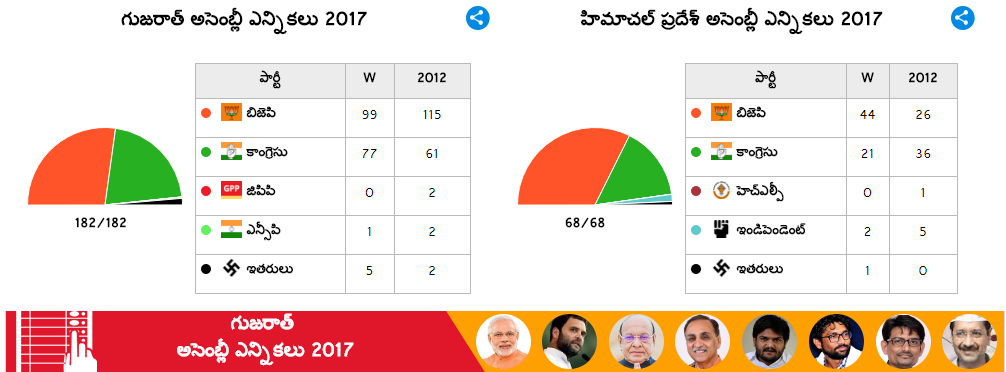 గుజరాత్ అసెంబ్లీ ఎన్నికలు 2017
పార్టీ W 2012
బిజెపి 99 115
కాంగ్రెసు 77 61
GPP జిపిపి 0 2
ఎన్సీపి 1 2
ఇతరులు 5 2
182/182
హిమాచల్ ప్రదేశ్ అసెంబ్లీ ఎన్నికలు 2017
పార్టీ W 2012
బిజెపి 44 26
కాంగ్రెసు 21 36
హెచ్ఎల్పీ 0 1
ఇండిపెండెంట్ 2 5
ఇతరులు 1 0
68/68
గుజరాత్
అసెంబ్లీ ఎన్నికలు 2017